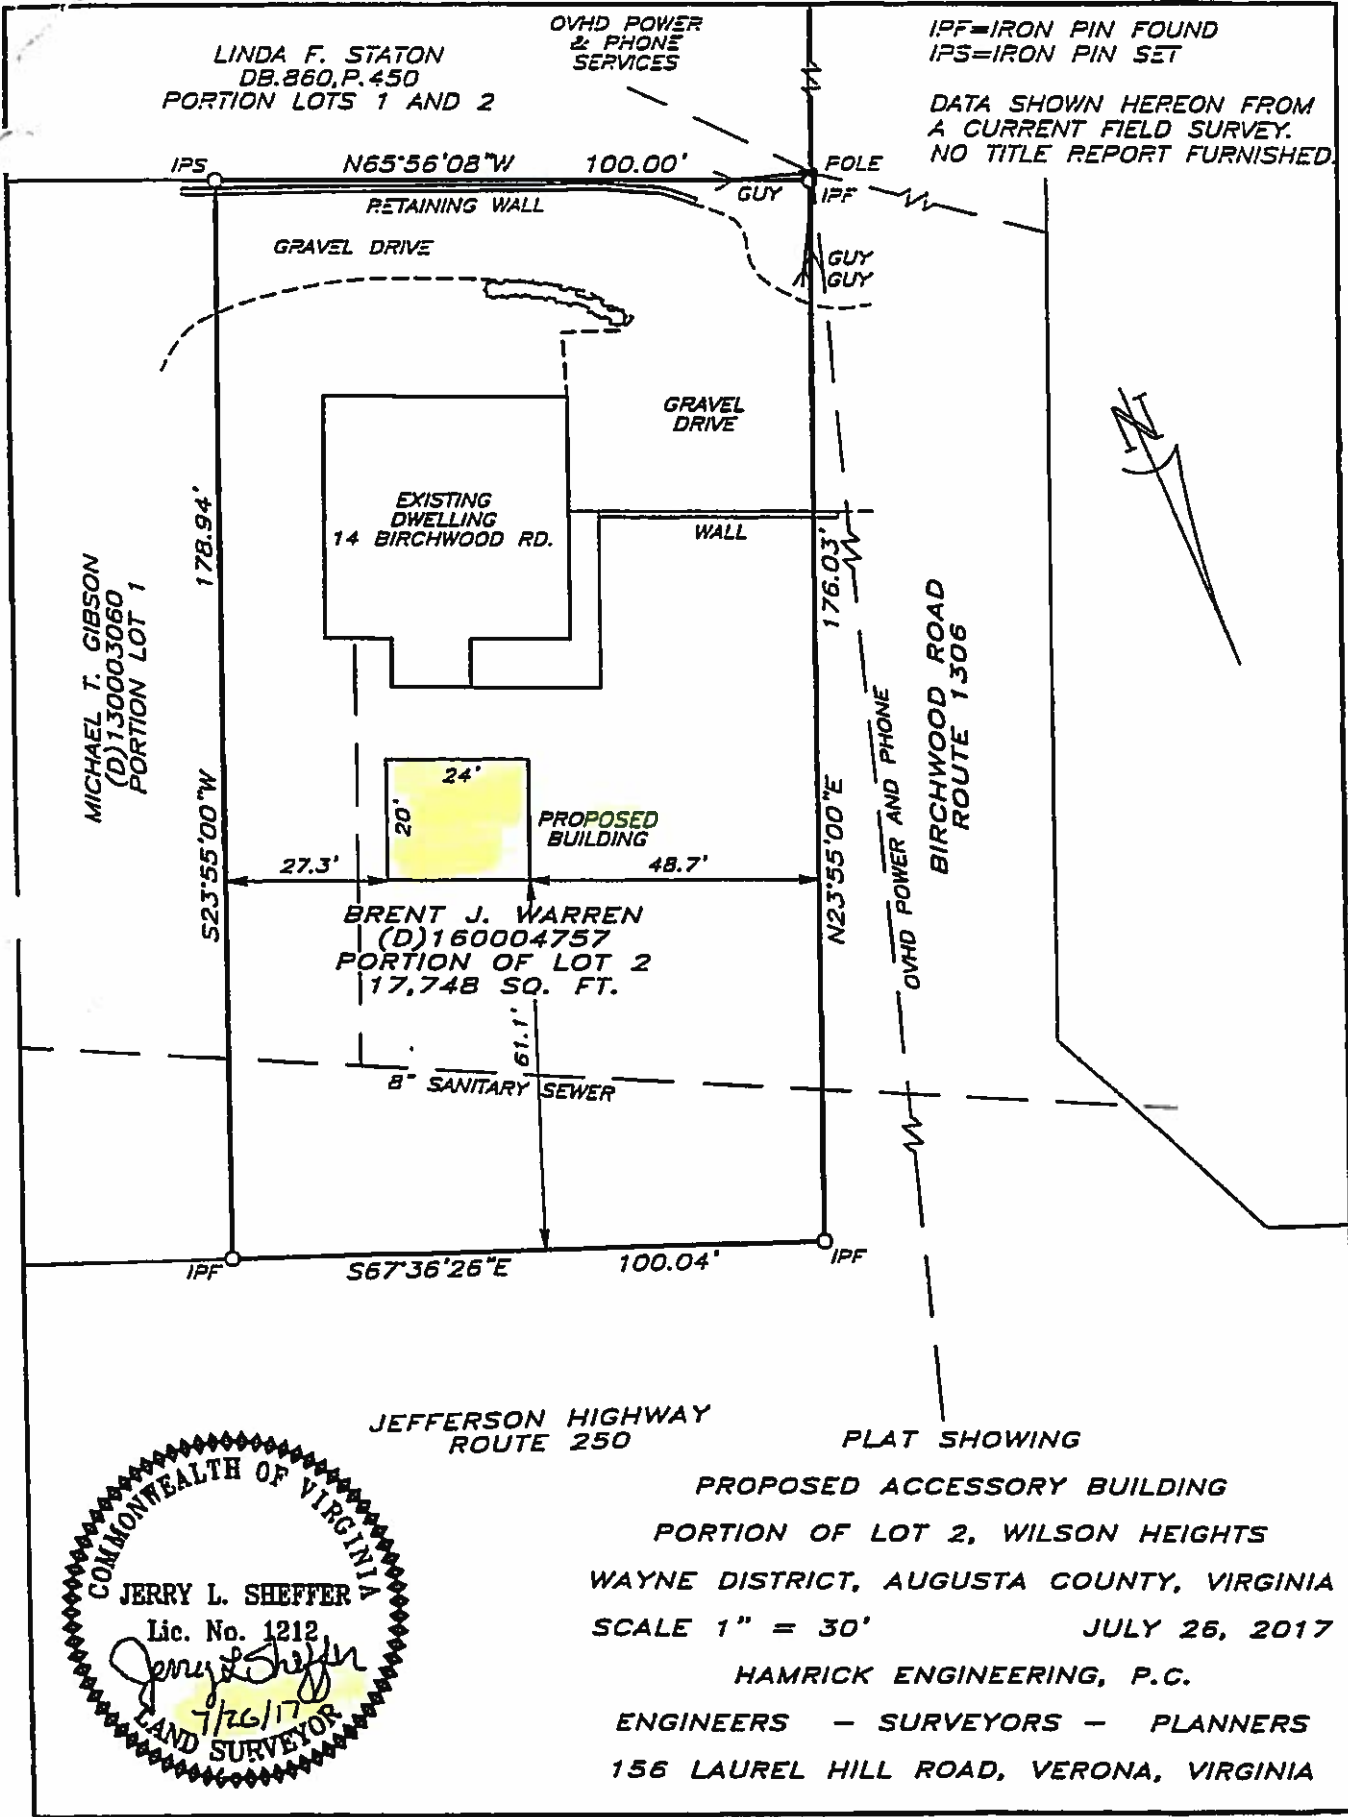 OVHD POWER
& PHONE
SERVICES
LINDA F. STATON
DB.860,P.450
PORTION LOTS 1 AND 2
IPF=IRON PIN FOUND
IPS=IRON PIN SET
DATA SHOWN HEREON FROM
A CURRENT FIELD SURVEY.
NO TITLE REPORT FURNISHED.
IPS
N65°56'08"W 100.00'
POLE
GUY
IPF
RETAINING WALL
GRAVEL DRIVE
GUY
GUY
GRAVEL
DRIVE
N
EXISTING
DWELLING
14 BIRCHWOOD RD.
WALL
178.94'
S23°55'00"W
176.03'
N23°55'00"E
MICHAEL T. GIBSON
(D)130003060
PORTION LOT 1
OVHD POWER AND PHONE
BIRCHWOOD ROAD
ROUTE 1306
24'
20'
PROPOSED
BUILDING
27.3'
48.7'
BRENT J. WARREN
(D)160004757
PORTION OF LOT 2
17,748 SQ. FT.
61.1'
8" SANITARY SEWER
IPF
S67°36'26"E 100.04'
IPF
JEFFERSON HIGHWAY
ROUTE 250
PLAT SHOWING
PROPOSED ACCESSORY BUILDING
PORTION OF LOT 2, WILSON HEIGHTS
WAYNE DISTRICT, AUGUSTA COUNTY, VIRGINIA
SCALE 1" = 30' JULY 26, 2017
HAMRICK ENGINEERING, P.C.
ENGINEERS - SURVEYORS - PLANNERS
156 LAUREL HILL ROAD, VERONA, VIRGINIA
COMMONWEALTH OF VIRGINIA
JERRY L. SHEFFER
Lic. No. 1212
Jerry L Sheffer
7/26/17
LAND SURVEYOR